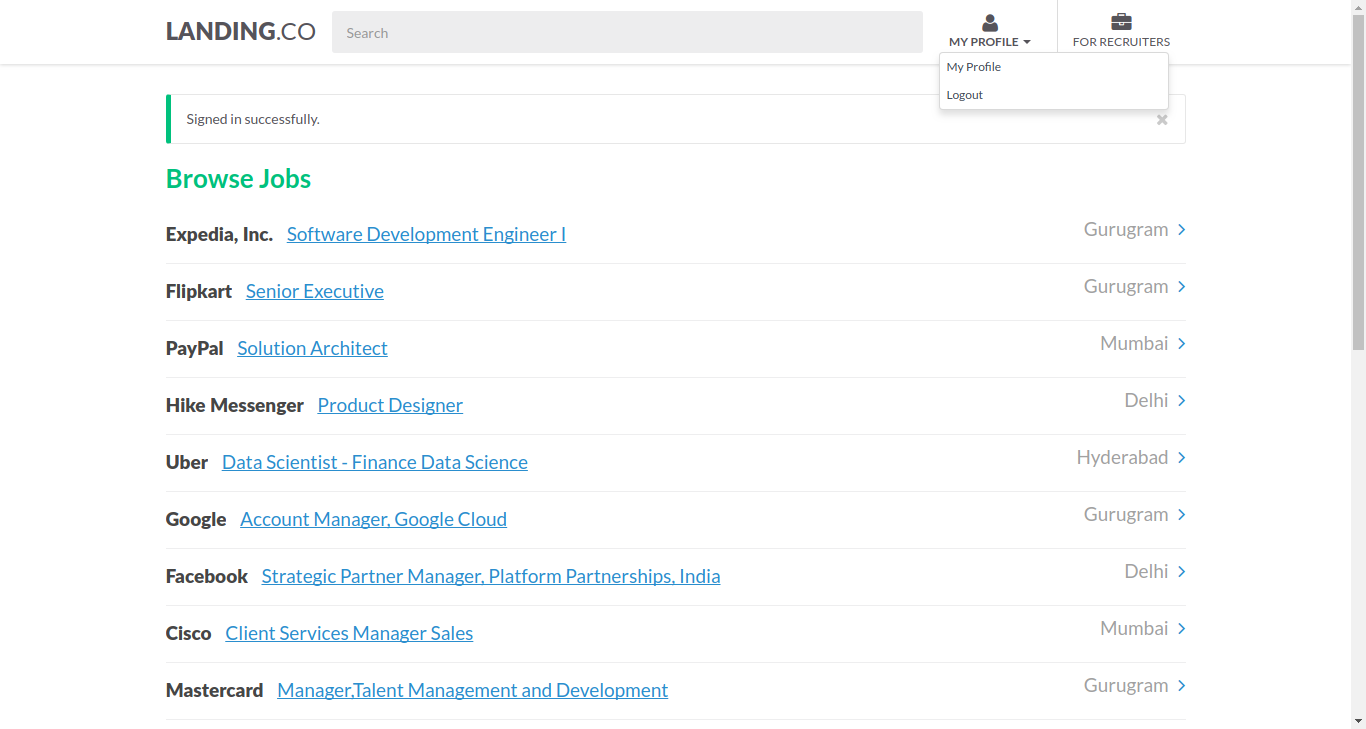 LANDING.CO
Search
MY PROFILE
FOR RECRUITERS
My Profile
Logout
Signed in successfully.
Browse Jobs
Expedia, Inc. Software Development Engineer I Gurugram
Flipkart Senior Executive Gurugram
PayPal Solution Architect Mumbai
Hike Messenger Product Designer Delhi
Uber Data Scientist - Finance Data Science Hyderabad
Google Account Manager, Google Cloud Gurugram
Facebook Strategic Partner Manager, Platform Partnerships, India Delhi
Cisco Client Services Manager Sales Mumbai
Mastercard Manager,Talent Management and Development Gurugram